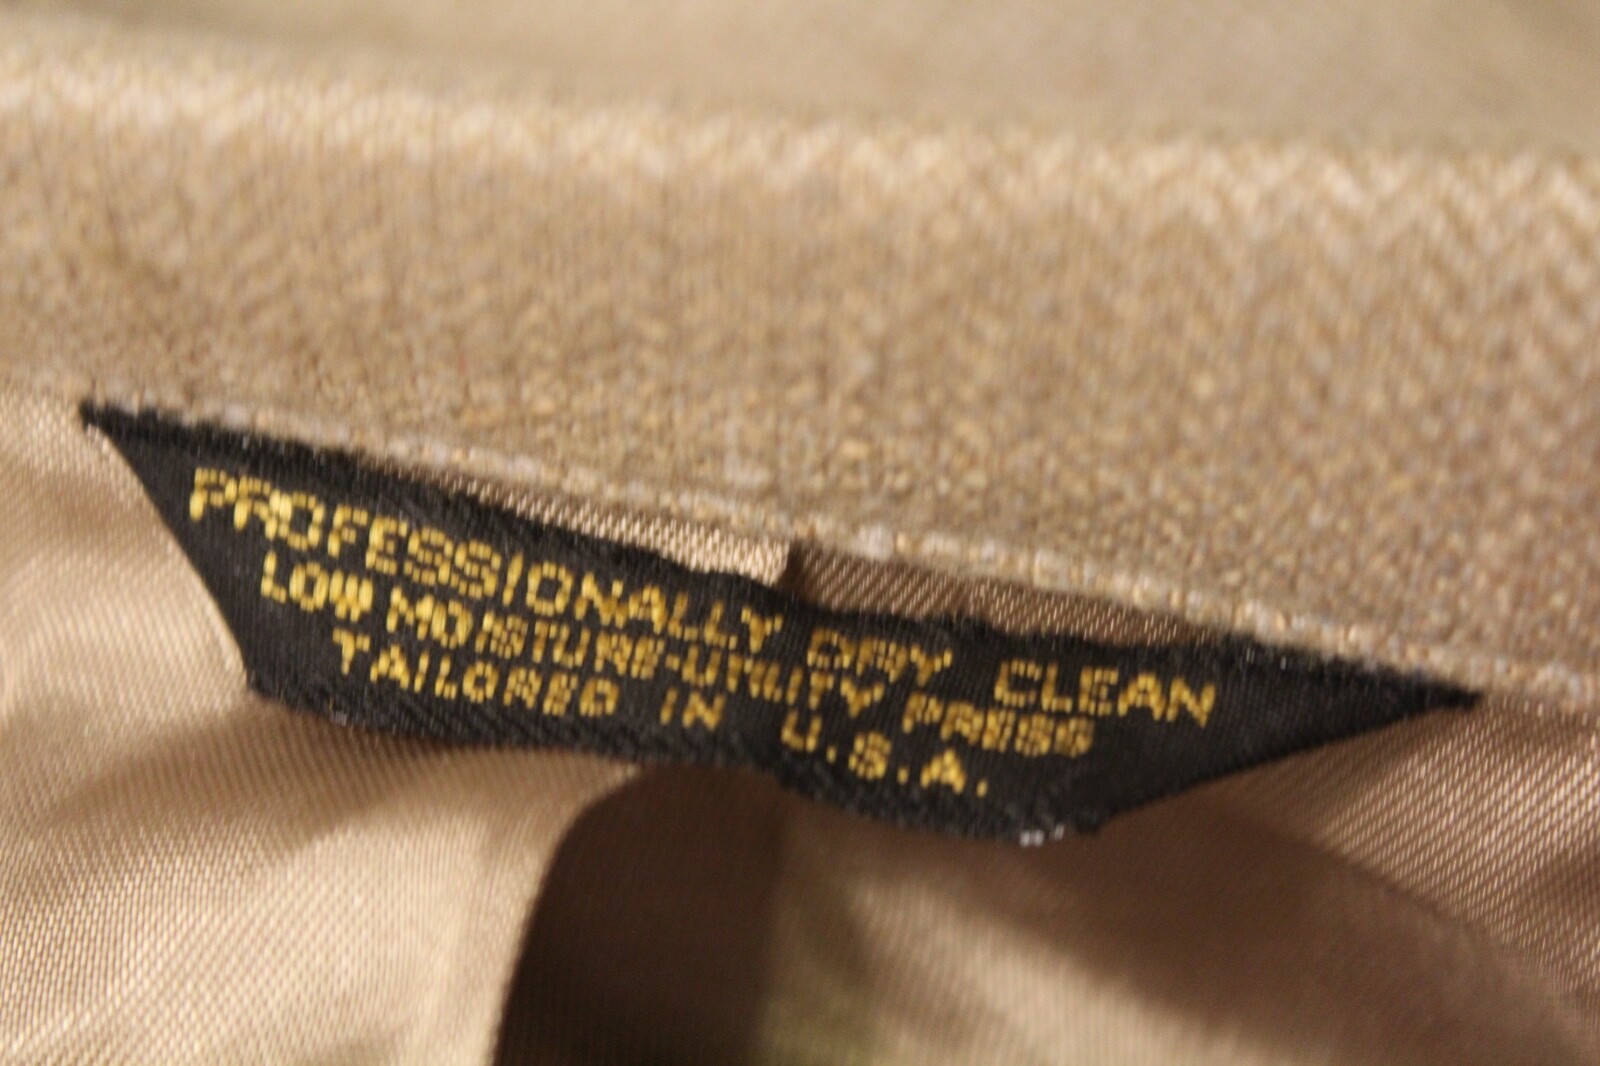 PROFESSIONALLY DRY CLEAN
LOW MOISTURE-UTILITY PRESS
TAILORED IN U.S.A.